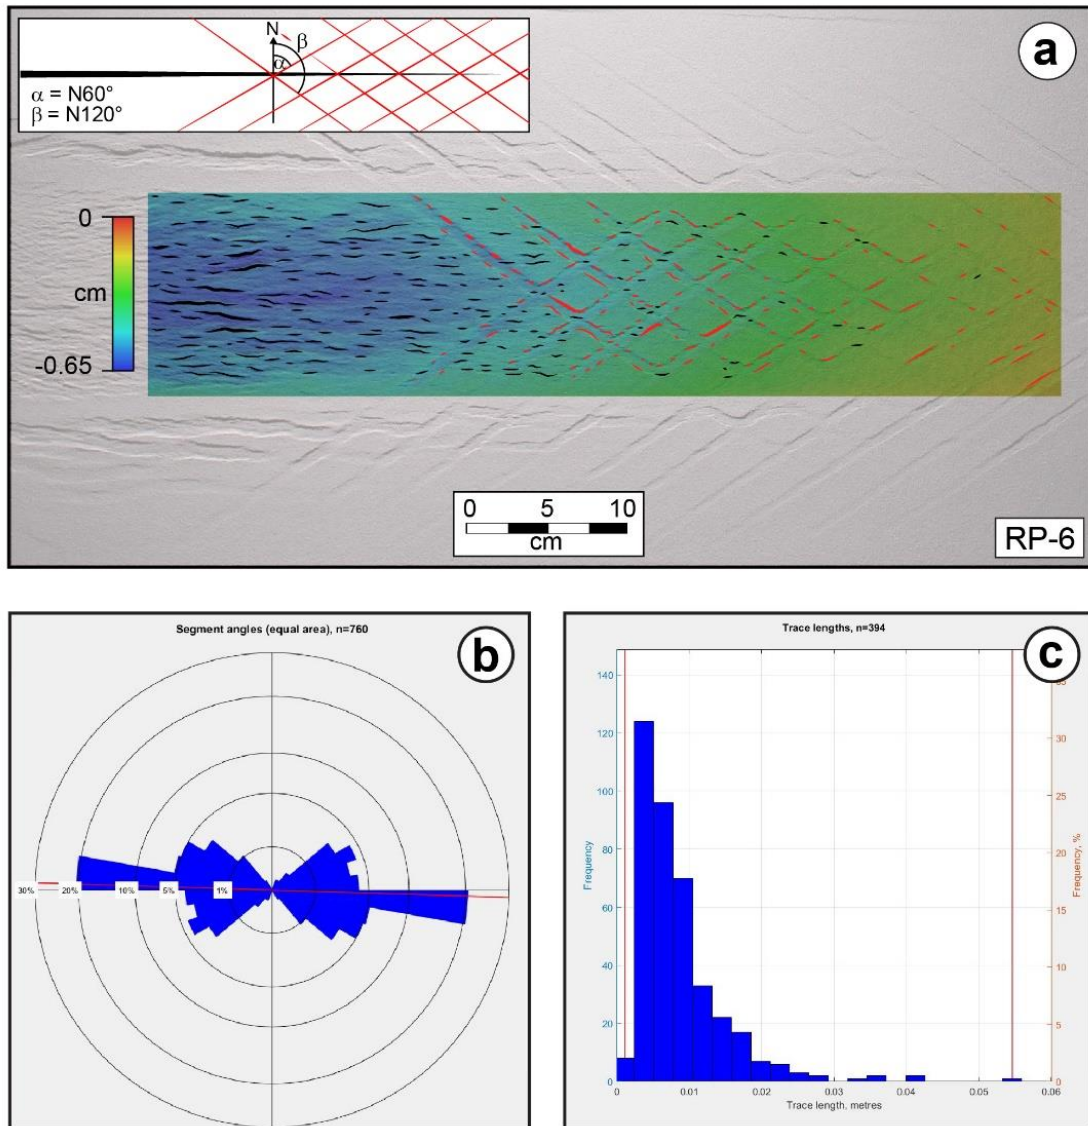 N
β
α
α = N60°
β = N120°
a
0
cm
-0.65
0 5 10
cm
RP-6
Segment angles (equal area), n=760
b
30% 20% 10% 5% 1%
Trace lengths, n=394
c
140
120
100
80
60
40
20
0
Frequency
30
25
20
15
10
5
0
Frequency, %
0 0.01 0.02 0.03 0.04 0.05 0.06
Trace length, metres